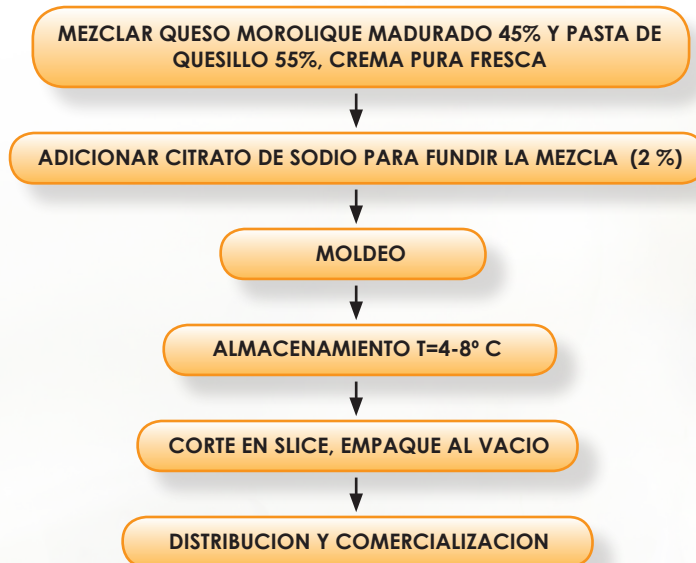 MEZCLAR QUESO MOROLIQUE MADURADO 45% Y PASTA DE
QUESILLO 55%, CREMA PURA FRESCA
ADICIONAR CITRATO DE SODIO PARA FUNDIR LA MEZCLA (2 %)
MOLDEO
ALMACENAMIENTO T=4-8º C
CORTE EN SLICE, EMPAQUE AL VACIO
DISTRIBUCION Y COMERCIALIZACION